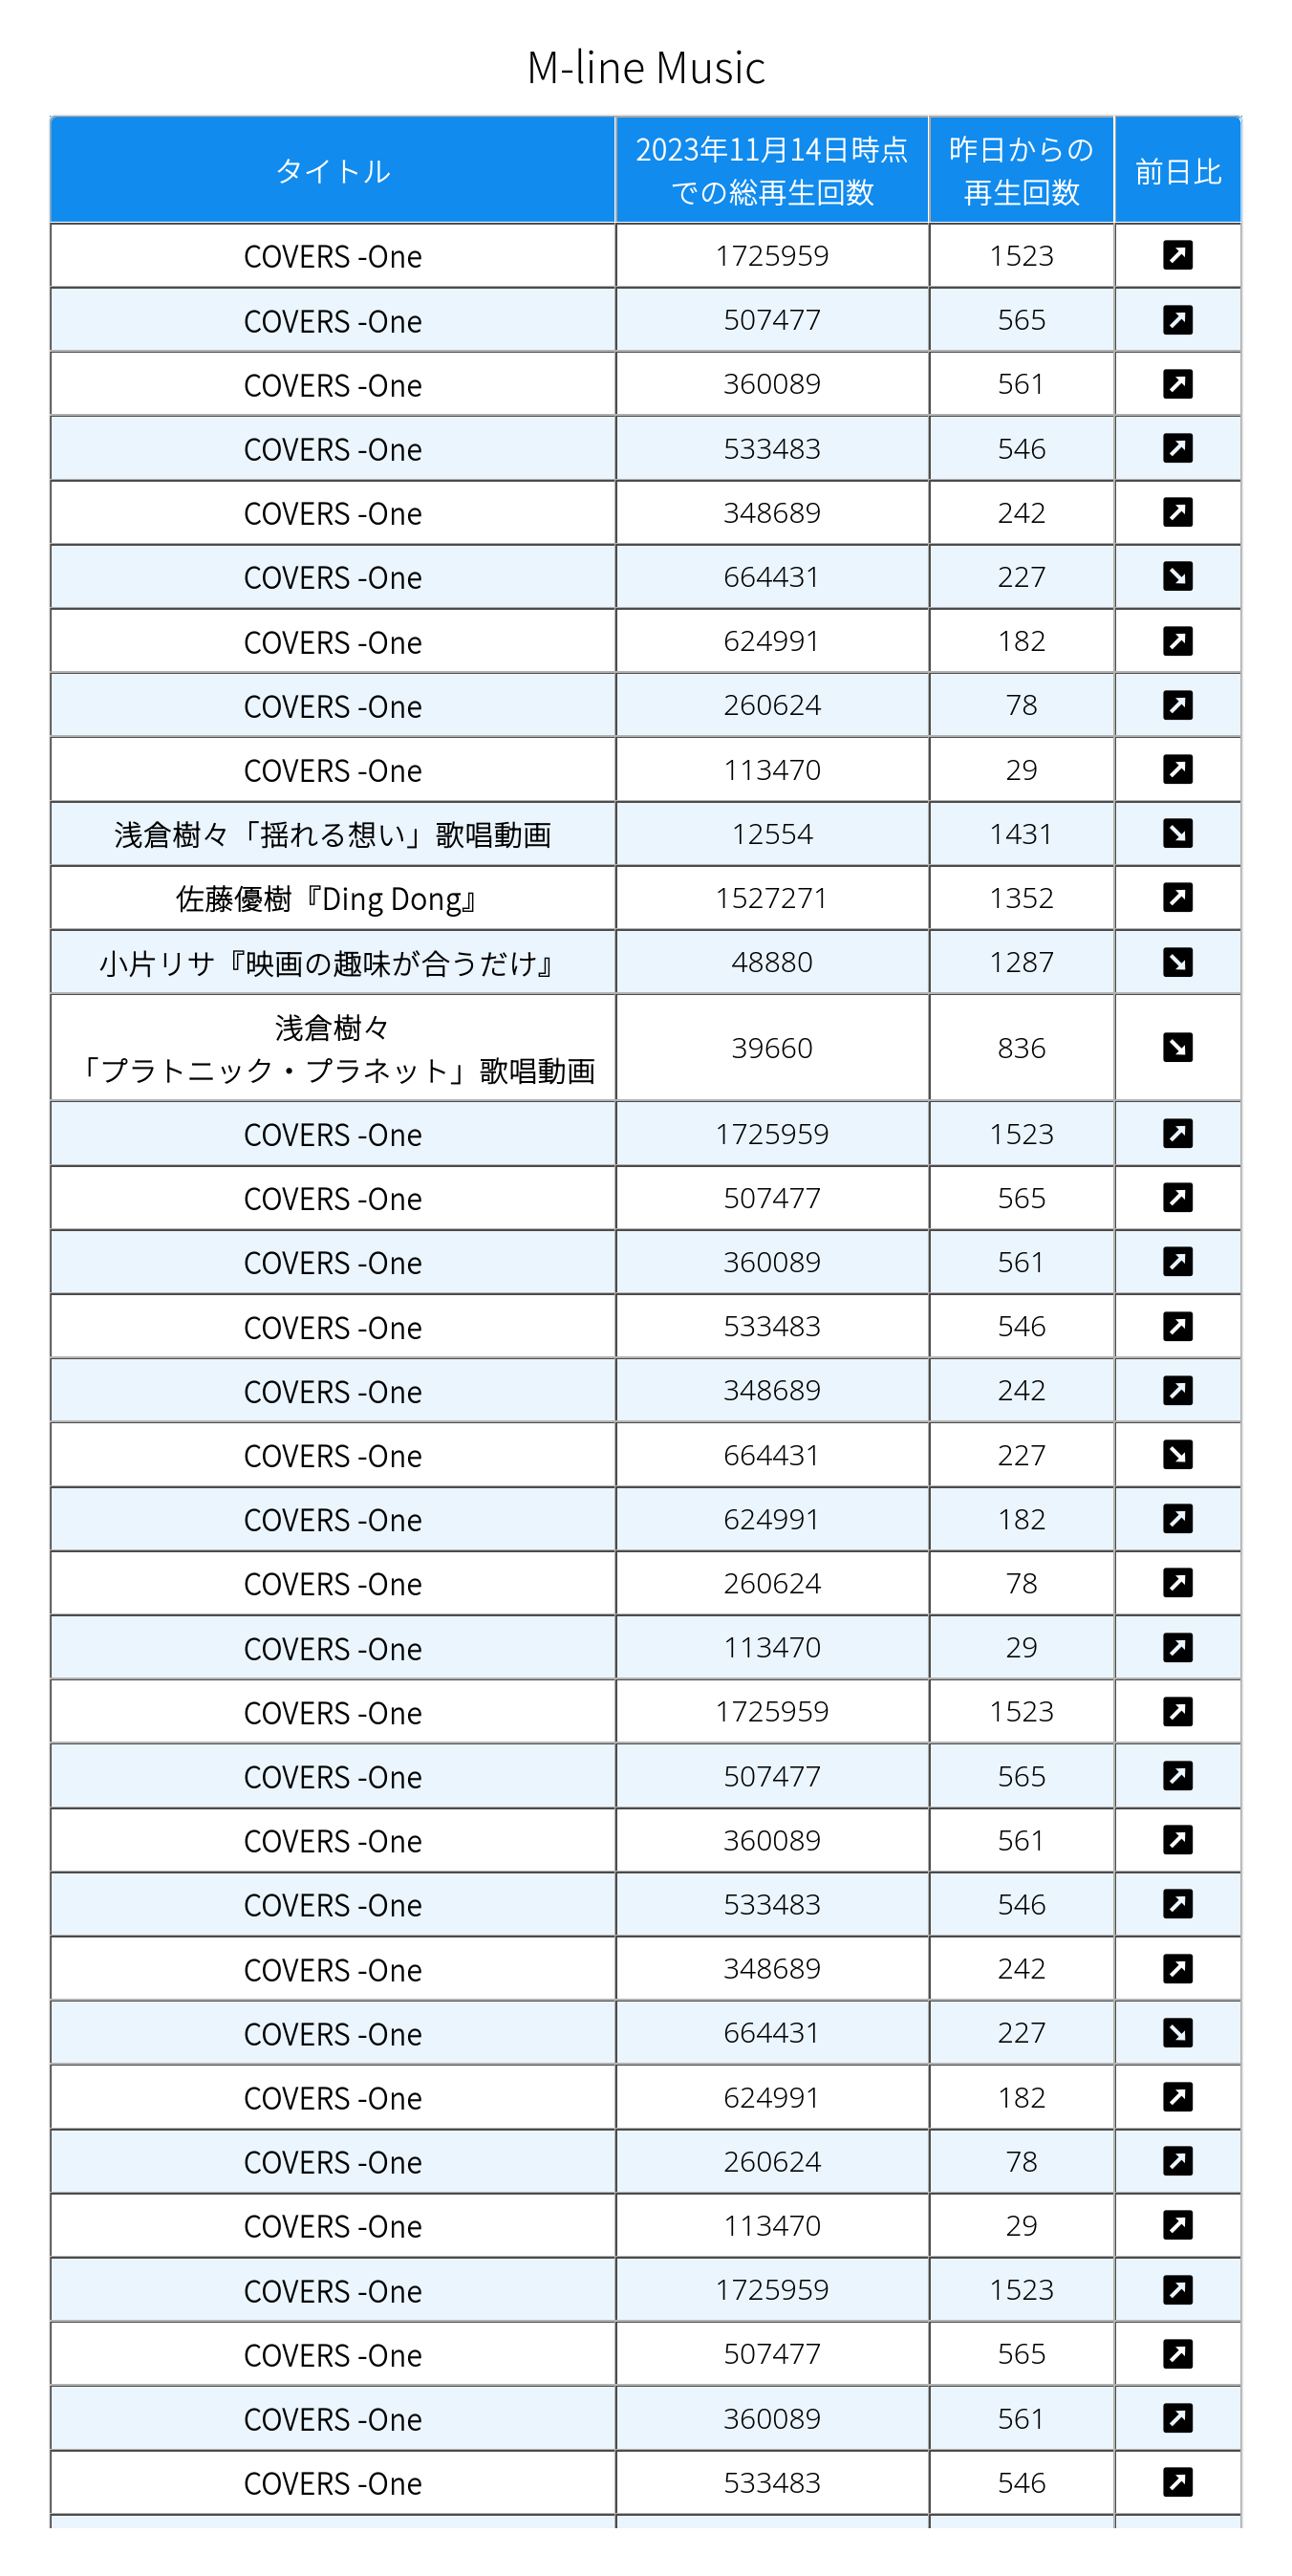 M-line Music
タイトル 2023年11月14日時点 昨日からの 前日比
での総再生回数 再生回数
COVERS -One 1725959 1523
COVERS -One 507477 565
COVERS -One 360089 561
COVERS -One 533483 546
COVERS -One 348689 242
COVERS -One 664431 227
COVERS -One 624991 182
COVERS -One 260624 78
COVERS -One 113470 29
浅倉樹々「揺れる想い」歌唱動画 12554 1431
佐藤優樹『Ding Dong』 1527271 1352
小片リサ『映画の趣味が合うだけ』 48880 1287
浅倉樹々
「プラトニック・プラネット」歌唱動画 39660 836
COVERS -One 1725959 1523
COVERS -One 507477 565
COVERS -One 360089 561
COVERS -One 533483 546
COVERS -One 348689 242
COVERS -One 664431 227
COVERS -One 624991 182
COVERS -One 260624 78
COVERS -One 113470 29
COVERS -One 1725959 1523
COVERS -One 507477 565
COVERS -One 360089 561
COVERS -One 533483 546
COVERS -One 348689 242
COVERS -One 664431 227
COVERS -One 624991 182
COVERS -One 260624 78
COVERS -One 113470 29
COVERS -One 1725959 1523
COVERS -One 507477 565
COVERS -One 360089 561
COVERS -One 533483 546